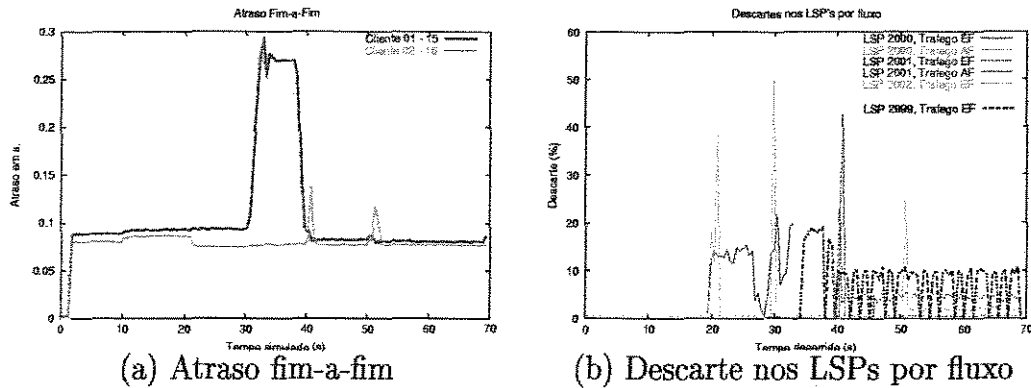 Atraso Fim-a-Fim
Cliente 01 - 15
Cliente 02 - 16
0.3
0.25
0.2
0.15
0.1
0.05
0
Atraso em s.
0 10 20 30 40 50 60 70
Tempo simulado (s)
(a) Atraso fim-a-fim
Descartes nos LSP's por fluxo
LSP 2000, Trafego EF
LSP 2000, Trafego AF
LSP 2001, Trafego EF
LSP 2001, Trafego AF
LSP 2002, Trafego EF
LSP 2999, Trafego EF
60
50
40
30
20
10
0
Descarte (%)
0 10 20 30 40 50 60 70
Tempo decorrido (s)
(b) Descarte nos LSPs por fluxo